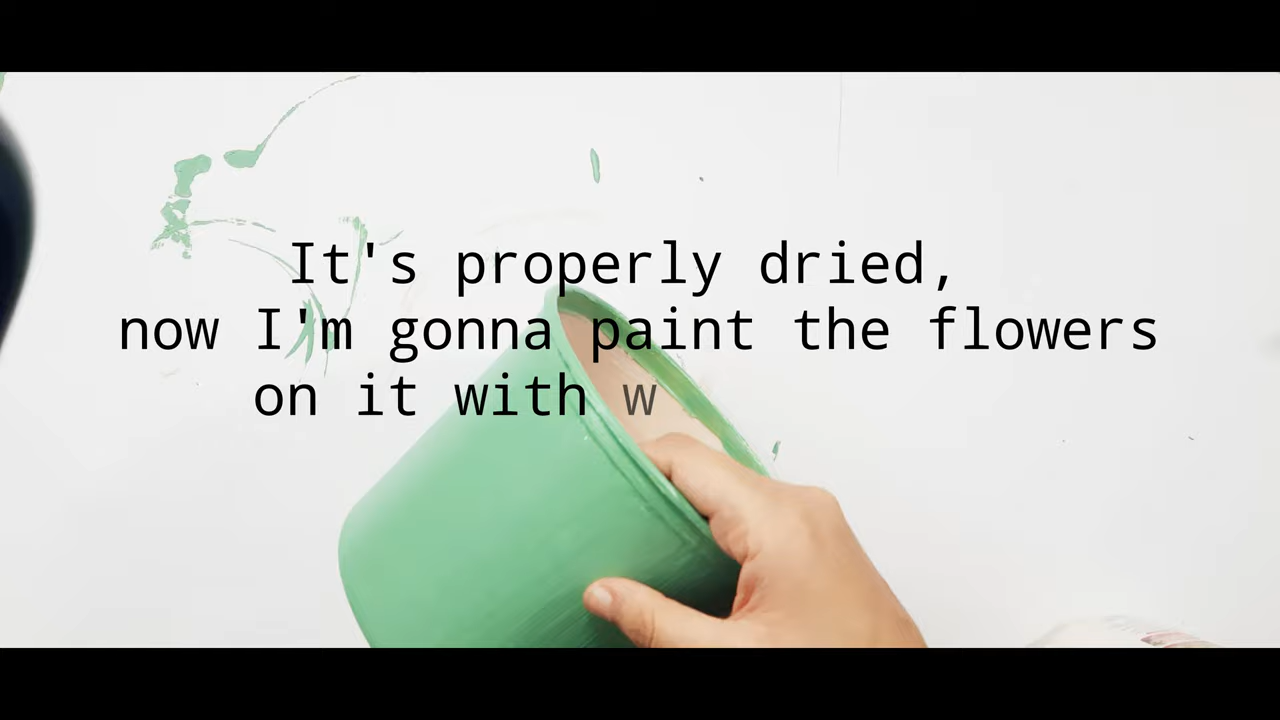 It's properly dried,
now I'm gonna paint the flowers
on it with w